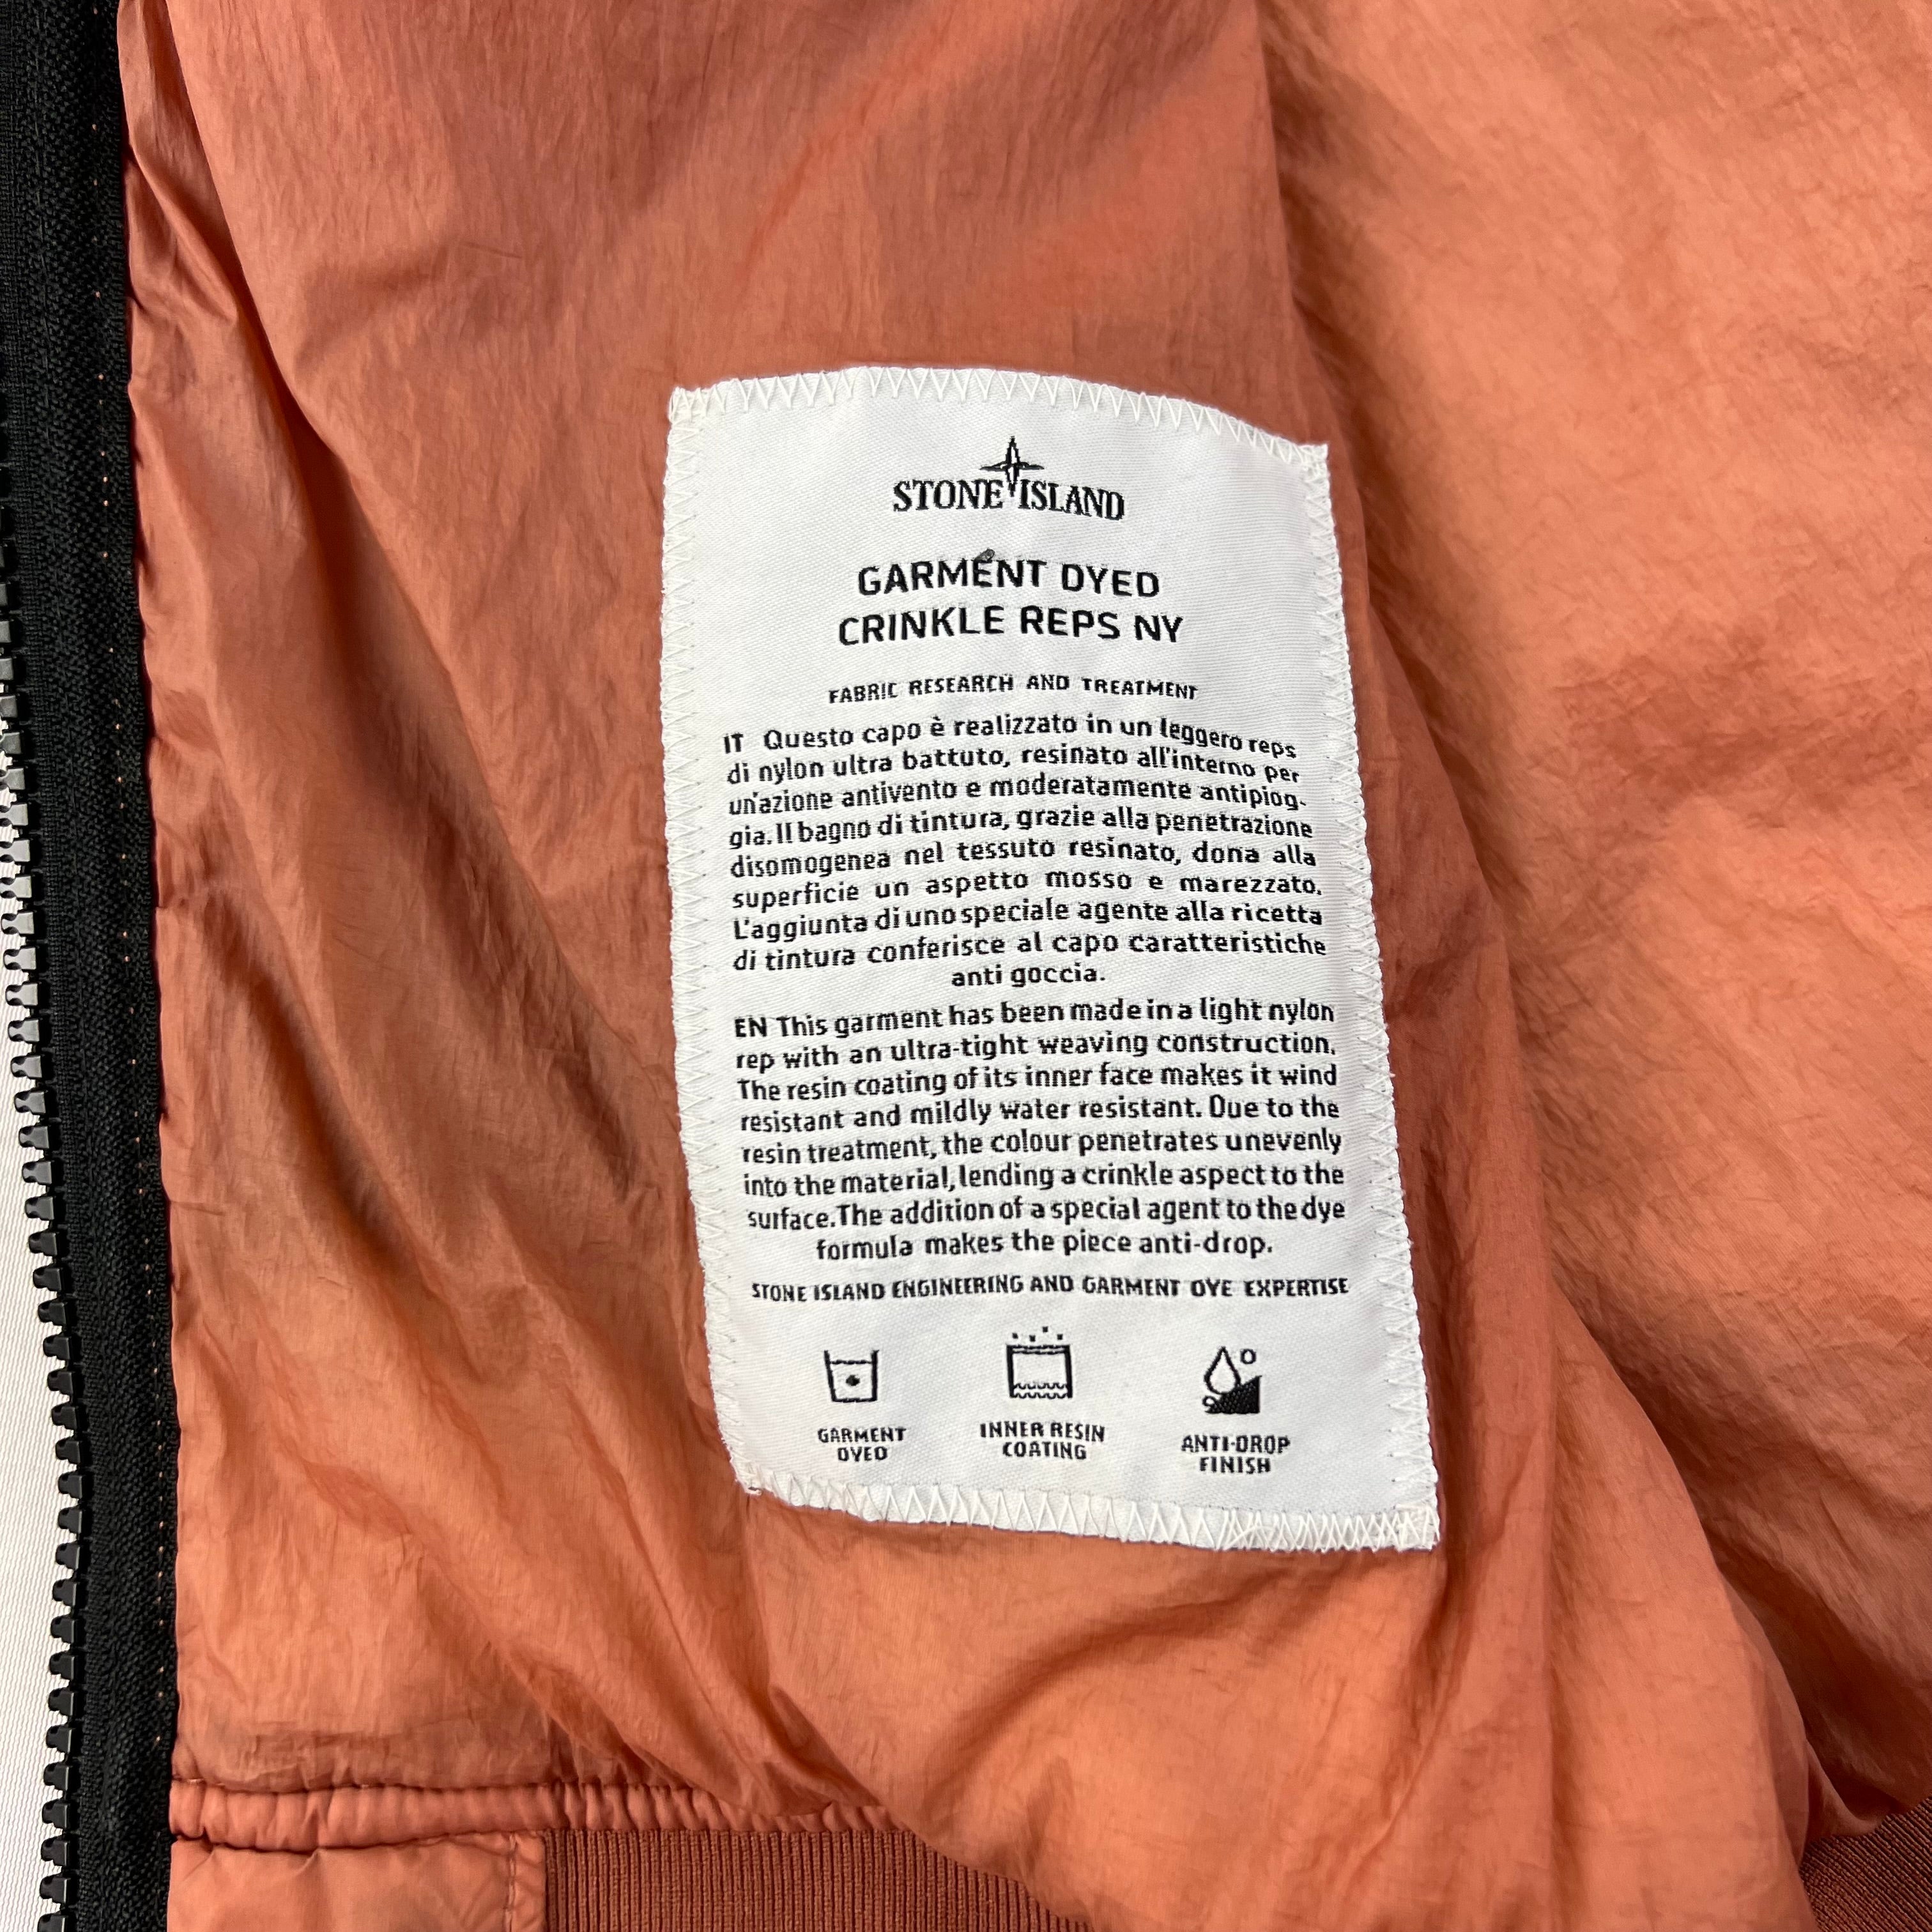 STONE ISLAND
GARMENT DYED
CRINKLE REPS NY
FABRIC RESEARCH AND TREATMENT
IT Questo capo è realizzato in un leggero reps
di nylon ultra battuto, resinato all'interno per
un'azione antivento e moderatamente antipiog-
gia. Il bagno di tintura, grazie alla penetrazione
disomogenea nel tessuto resinato, dona alla
superficie un aspetto mosso e marezzato.
L'aggiunta di uno speciale agente alla ricetta
di tintura conferisce al capo caratteristiche
anti goccia.
EN This garment has been made in a light nylon
rep with an ultra-tight weaving construction.
The resin coating of its inner face makes it wind
resistant and mildly water resistant. Due to the
resin treatment, the colour penetrates unevenly
into the material, lending a crinkle aspect to the
surface. The addition of a special agent to the dye
formula makes the piece anti-drop.
STONE ISLAND ENGINEERING AND GARMENT DYE EXPERTISE
GARMENT
DYED
INNER RESIN
COATING
ANTI-DROP
FINISH